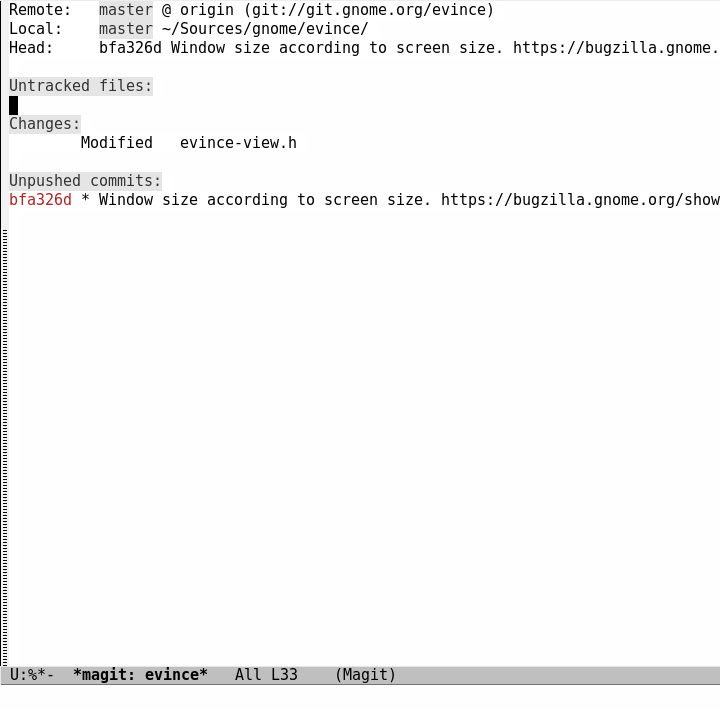 Remote:   master @ origin (git://git.gnome.org/evince)
Local:    master ~/Sources/gnome/evince/
Head:     bfa326d Window size according to screen size. https://bugzilla.gnome.
Untracked files:
Changes:
        Modified   evince-view.h
Unpushed commits:
bfa326d * Window size according to screen size. https://bugzilla.gnome.org/show
U:%*-  *magit: evince*   All L33    (Magit)